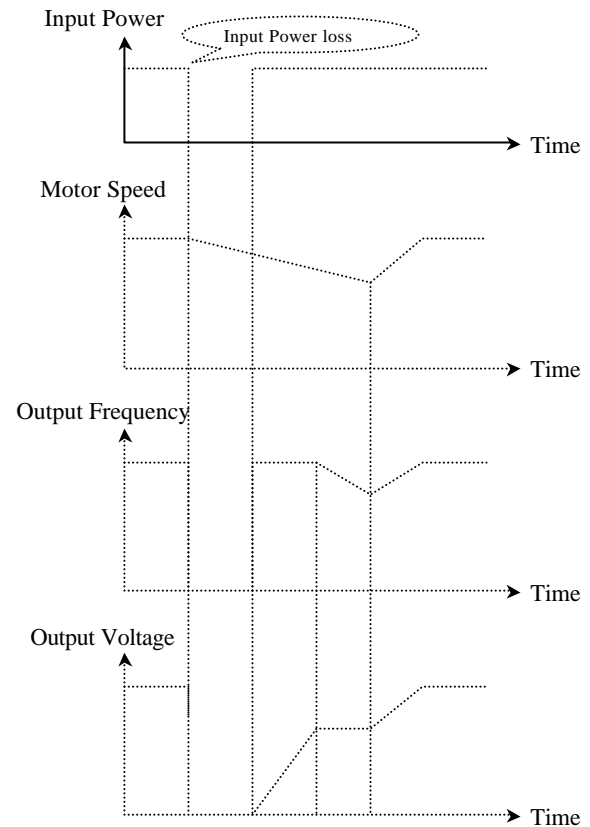 Input Power
Input Power loss
Time
Motor Speed
Time
Output Frequency
Time
Output Voltage
Time